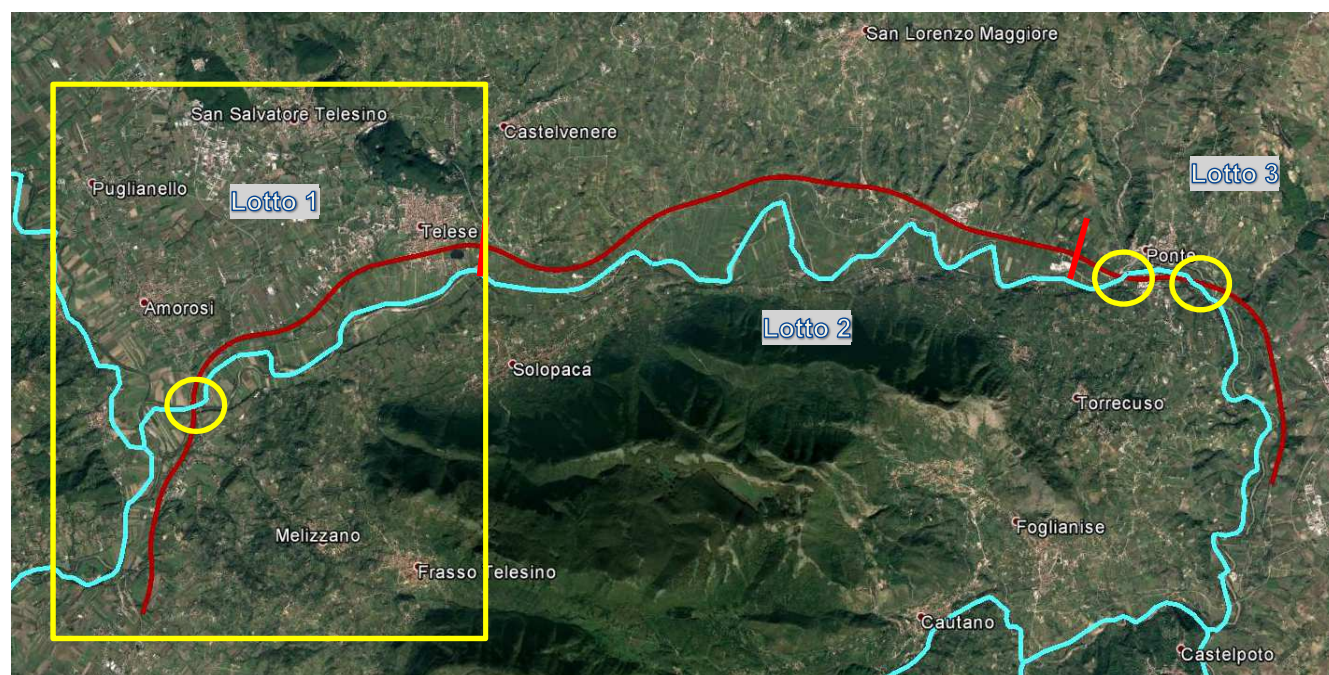 San Lorenzo Maggiore
San Salvatore Telesino
Castelvenere
Lotto 3
Puglianello
Lotto 1
Telese
Ponte
Amorosi
Lotto 2
Solopaca
Torrecuso
Foglianise
Melizzano
Frasso Telesino
Cautano
Castelpoto